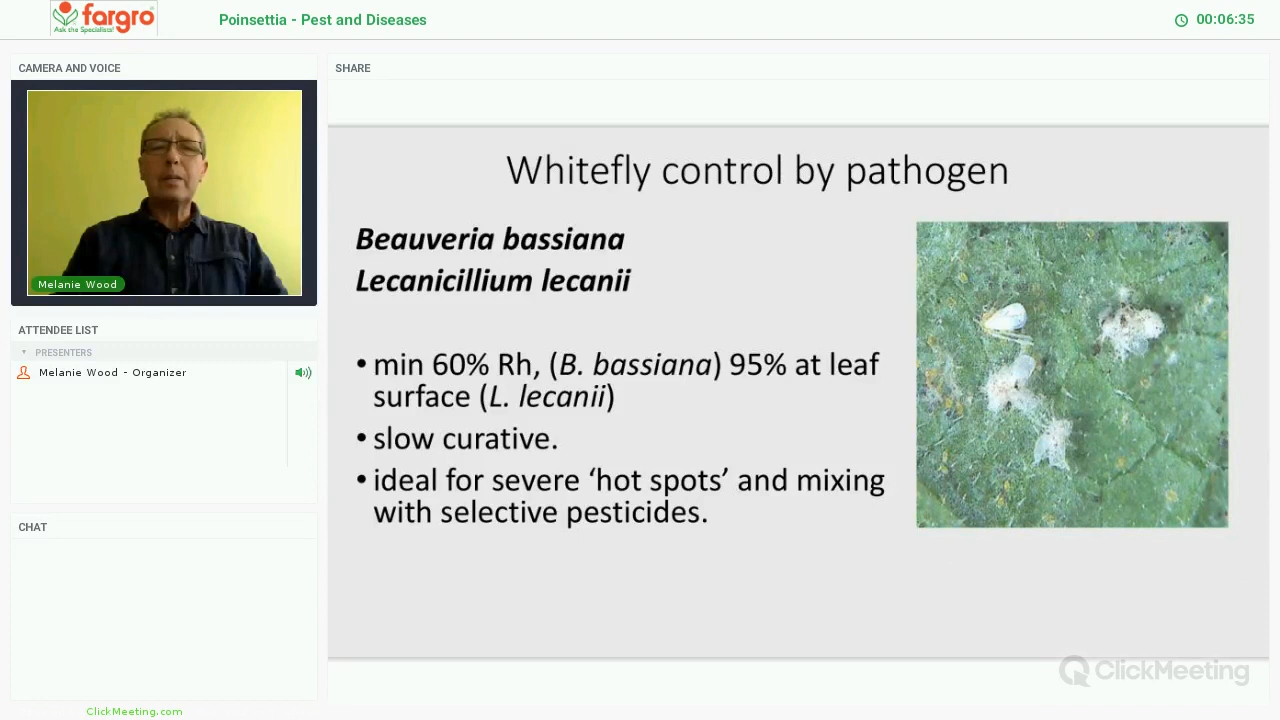 fargro
Ask the Specialists!
Poinsettia - Pest and Diseases
00:06:35
CAMERA AND VOICE
Melanie Wood
ATTENDEE LIST
PRESENTERS
Melanie Wood - Organizer
CHAT
ClickMeeting.com
SHARE
Whitefly control by pathogen
Beauveria bassiana
Lecanicillium lecanii
• min 60% Rh, (B. bassiana) 95% at leaf
surface (L. lecanii)
• slow curative.
• ideal for severe ‘hot spots’ and mixing
with selective pesticides.
ClickMeeting